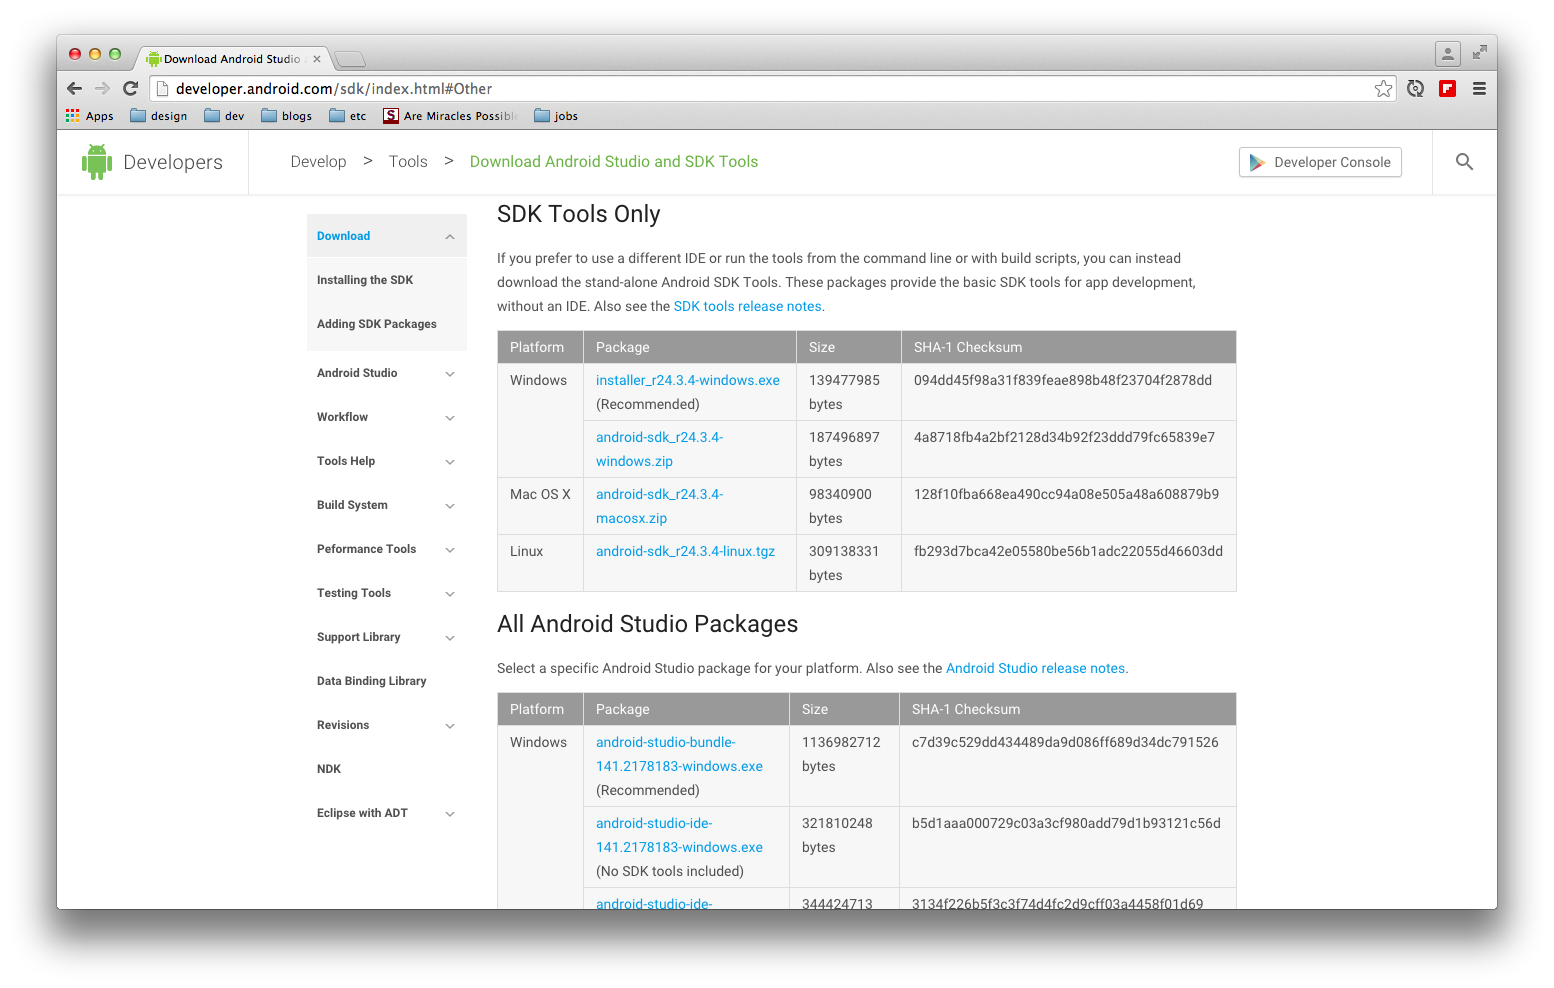 Download Android Studio
developer.android.com/sdk/index.html#Other
Apps design dev blogs etc S Are Miracles Possibl jobs
Developers
Develop > Tools > Download Android Studio and SDK Tools
Developer Console
Download
Installing the SDK
Adding SDK Packages
Android Studio
Workflow
Tools Help
Build System
Peformance Tools
Testing Tools
Support Library
Data Binding Library
Revisions
NDK
Eclipse with ADT
SDK Tools Only
If you prefer to use a different IDE or run the tools from the command line or with build scripts, you can instead
download the stand-alone Android SDK Tools. These packages provide the basic SDK tools for app development,
without an IDE. Also see the SDK tools release notes.
Platform Package Size SHA-1 Checksum
Windows installer_r24.3.4-windows.exe 139477985 094dd45f98a31f839feae898b48f23704f2878dd
(Recommended) bytes
android-sdk_r24.3.4- 187496897 4a8718fb4a2bf2128d34b92f23ddd79fc65839e7
windows.zip bytes
Mac OS X android-sdk_r24.3.4- 98340900 128f10fba668ea490cc94a08e505a48a608879b9
macosx.zip bytes
Linux android-sdk_r24.3.4-linux.tgz 309138331 fb293d7bca42e05580be56b1adc22055d46603dd
bytes
All Android Studio Packages
Select a specific Android Studio package for your platform. Also see the Android Studio release notes.
Platform Package Size SHA-1 Checksum
Windows android-studio-bundle- 1136982712 c7d39c529dd434489da9d086ff689d34dc791526
141.2178183-windows.exe bytes
(Recommended)
android-studio-ide- 321810248 b5d1aaa000729c03a3cf980add79d1b93121c56d
141.2178183-windows.exe bytes
(No SDK tools included)
android-studio-ide- 344424713 3134f226b5f3c3f74d4fc2d9cff03a4458f01d69